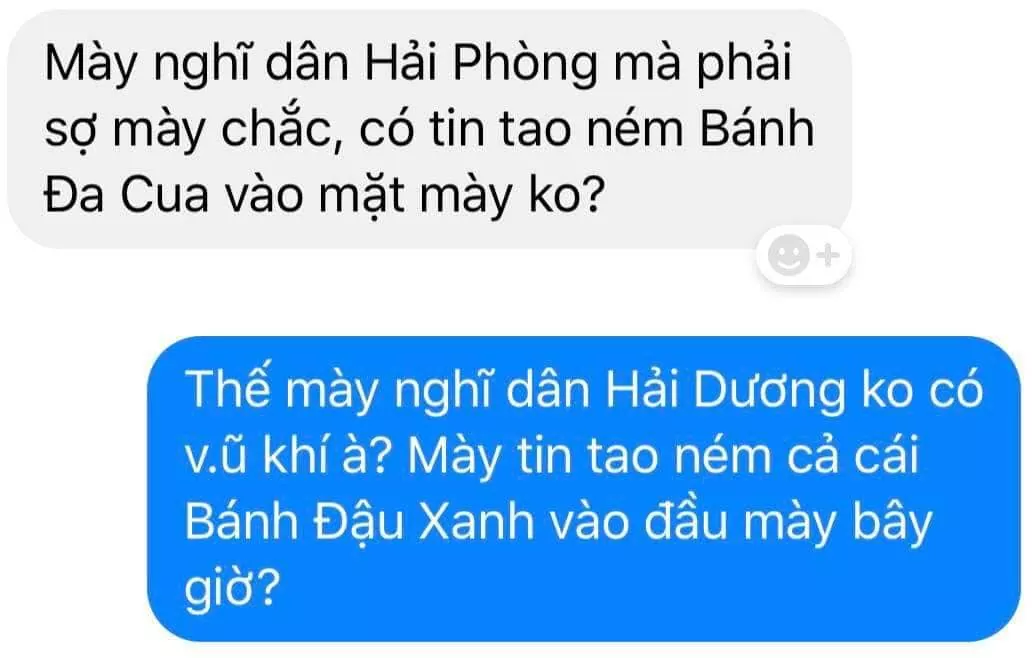 Mày nghĩ dân Hải Phòng mà phải
sợ mày chắc, có tin tao ném Bánh
Đa Cua vào mặt mày ko?
Thế mày nghĩ dân Hải Dương ko có
v.ũ khí à? Mày tin tao ném cả cái
Bánh Đậu Xanh vào đầu mày bây
giờ?